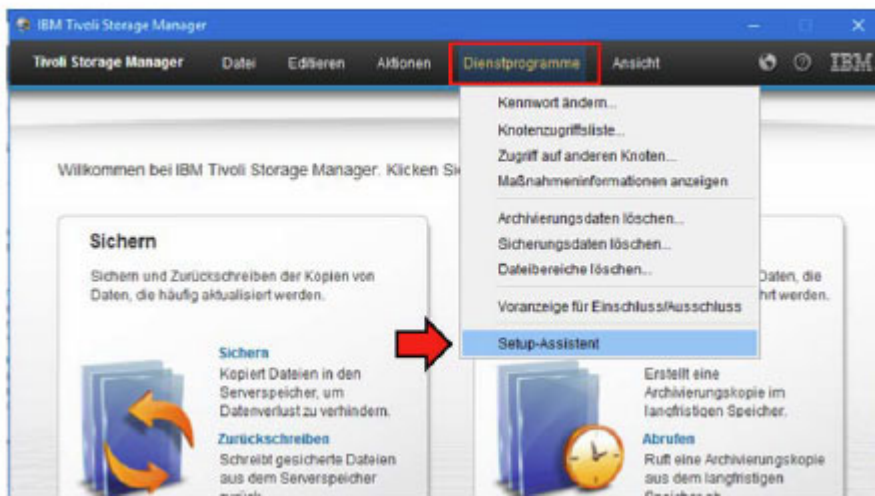 IBM Tivoli Storage Manager
Tivoli Storage Manager Datei Editieren Aktionen Dienstprogramme Ansicht IBM
Kennwort ändern...
Knotenzugriffsliste...
Zugriff auf anderen Knoten...
Maßnahmeninformationen anzeigen
Archivierungsdaten löschen...
Sicherungsdaten löschen...
Dateibereiche löschen...
Voranzeige für Einschluss/Ausschluss
Setup-Assistent
Willkommen bei IBM Tivoli Storage Manager. Klicken
Sichern
Sichern und Zurückschreiben der Kopien von
Daten, die häufig aktualisiert werden.
Sichern
Kopiert Dateien in den
Serverspeicher, um
Datenverlust zu verhindern.
Zurückschreiben
Schreibt gesicherte Dateien
aus dem Serverspeicher
Daten, die
werden.
Erstellt eine
Archivierungskopie im
langfristigen Speicher.
Abrufen
Ruft eine Archivierungskopie
aus dem langfristigen